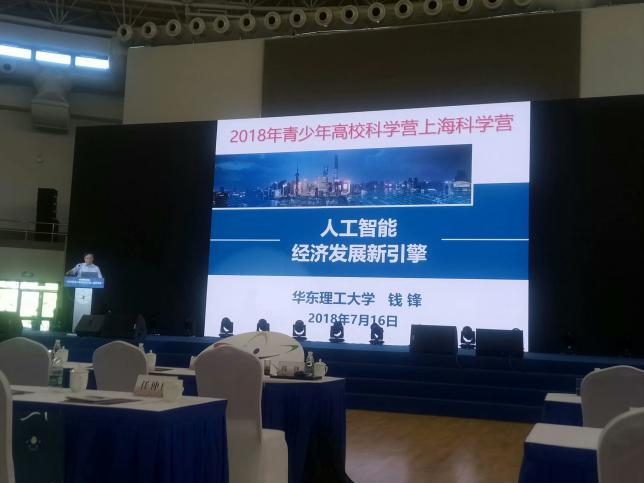 2018年青少年高校科学营上海科学营
人工智能
经济发展新引擎
华东理工大学 钱锋
2018年7月16日